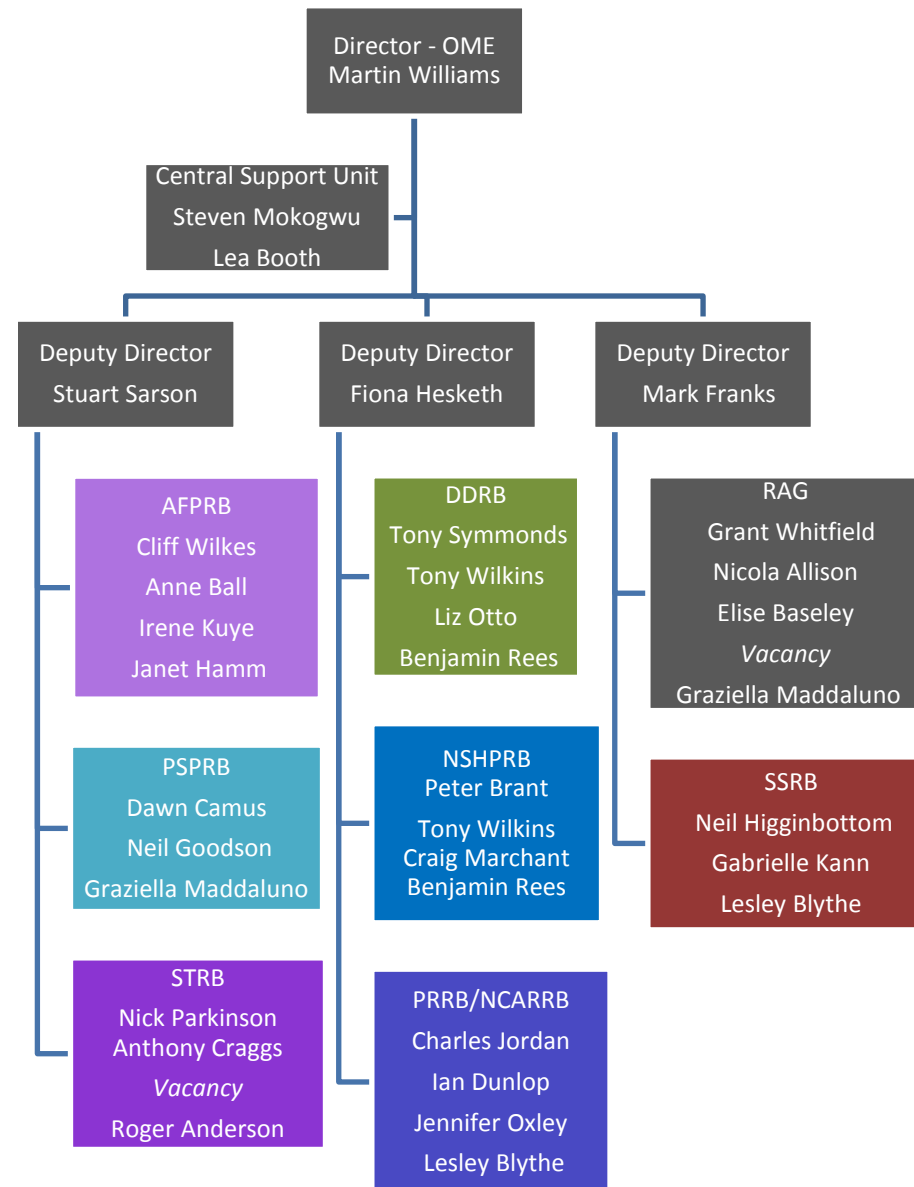 Director - OME
Martin Williams
Central Support Unit
Steven Mokogwu
Lea Booth
Deputy Director
Stuart Sarson
Deputy Director
Fiona Hesketh
Deputy Director
Mark Franks
AFPRB
Cliff Wilkes
Anne Ball
Irene Kuye
Janet Hamm
PSPRB
Dawn Camus
Neil Goodson
Graziella Maddaluno
STRB
Nick Parkinson
Anthony Craggs
Vacancy
Roger Anderson
DDRB
Tony Symmonds
Tony Wilkins
Liz Otto
Benjamin Rees
NSHPRB
Peter Brant
Tony Wilkins
Craig Marchant
Benjamin Rees
PRRB/NCARRB
Charles Jordan
Ian Dunlop
Jennifer Oxley
Lesley Blythe
RAG
Grant Whitfield
Nicola Allison
Elise Baseley
Vacancy
Graziella Maddaluno
SSRB
Neil Higginbottom
Gabrielle Kann
Lesley Blythe